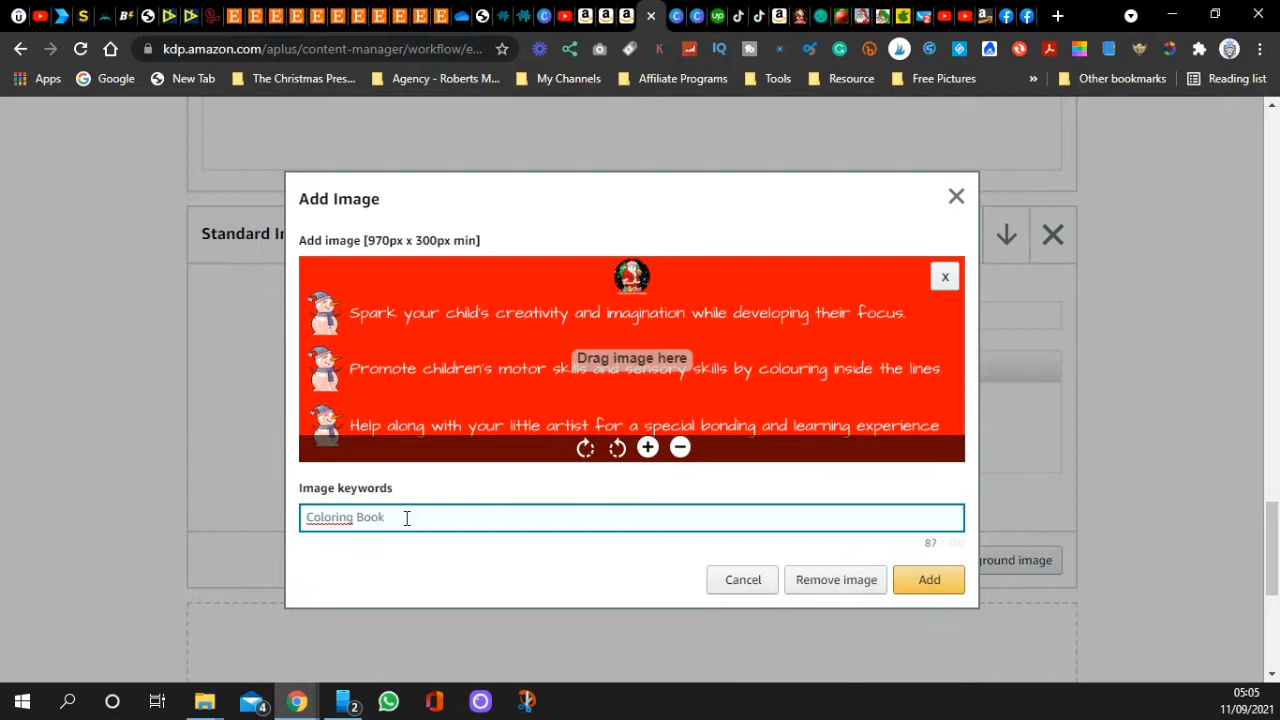 kdp.amazon.com/aplus/content-manager/workflow/e...
Apps
Google
New Tab
The Christmas Pres...
Agency - Roberts M...
My Channels
Affiliate Programs
Tools
Resource
Free Pictures
»
Other bookmarks
Reading list
Add Image
Standard I
Add image [970px x 300px min]
x
Spark your child's creativity and imagination while developing their focus.
Drag image here
Promote children's motor skills and sensory skills by colouring inside the lines.
Help along with your little artist for a special bonding and learning experience
Image keywords
Coloring Book
87
ground image
Cancel
Remove image
Add
05:05
11/09/2021
4
2